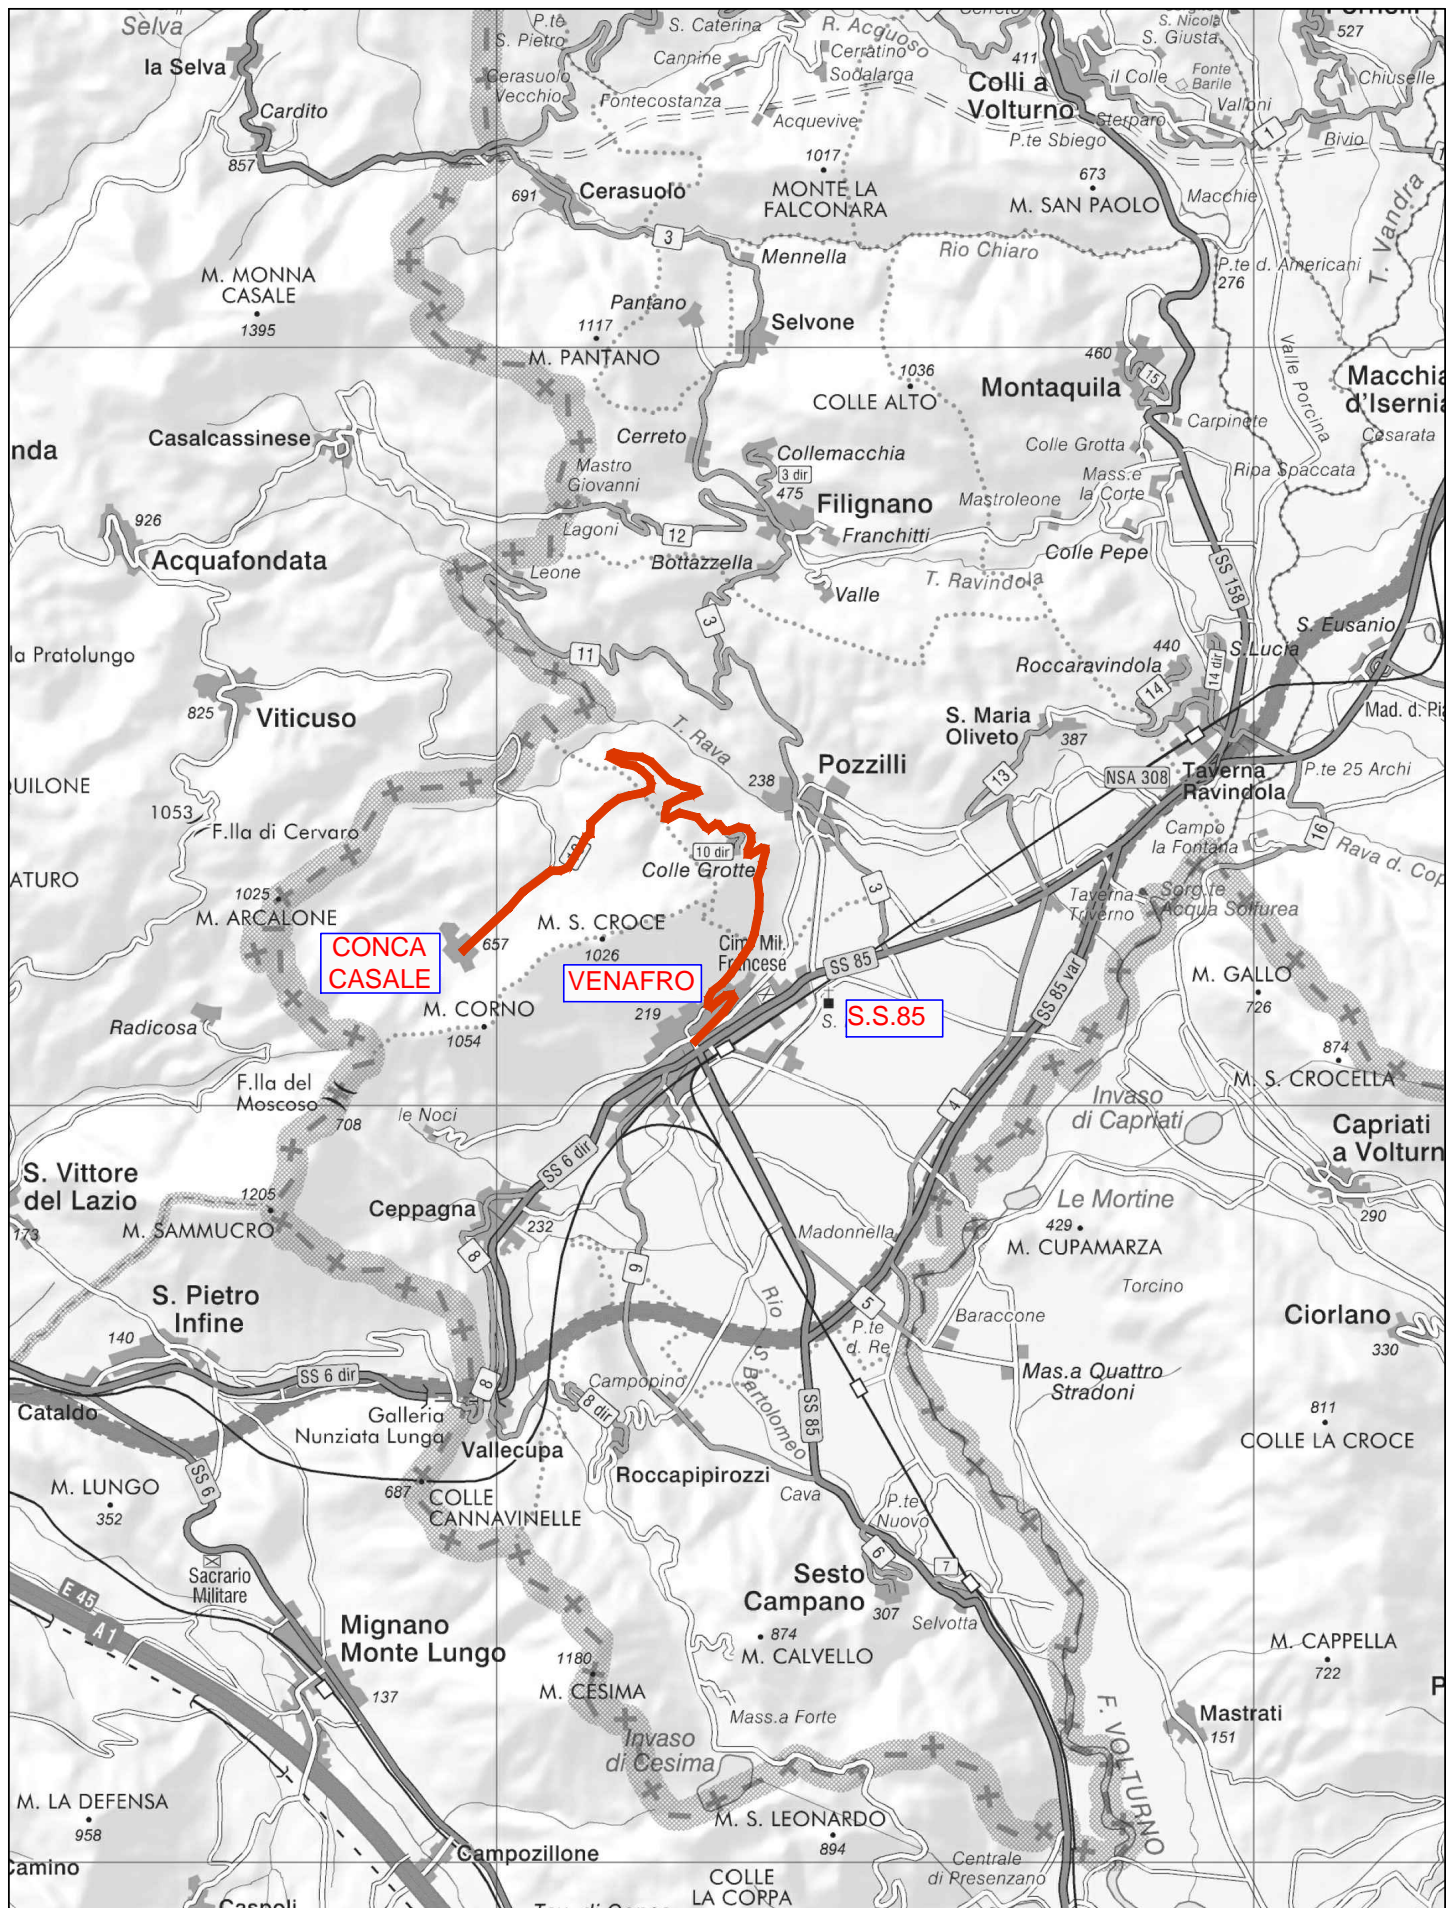 Selva
la Selva
Cardito
857
P.te
S. Pietro
S. Caterina
Cannine
R. Acquoso
Cerratino
Sodalarga
Cerasuolo
Vecchio
Fontecostanza
Acquevive
411
Colli a
Volturno
il Colle
S. Nicola
S. Giusta
Fonte
Barile
Valloni
Sterparo
P.te Sbiego
527
Chiuselle
1
Bivio
691
Cerasuolo
3
1017
MONTE LA
FALCONARA
673
M. SAN PAOLO
Macchie
T. Vandra
Rio Chiaro
Mennella
P.te d. Americani
276
M. MONNA
CASALE
1395
Pantano
1117
M. PANTANO
Selvone
1036
COLLE ALTO
460
15
Montaquila
Valle Porcina
Macchia
d'Isernia
Cesarata
Carpinete
Colle Grotta
Mass.e
la Corte
Ripa Spaccata
nda
Casalcassinese
Cerreto
Mastro
Giovanni
Collemacchia
3 dir
475
Filignano
Franchitti
Mastroleone
Colle Pepe
926
Acquafondata
Lagoni
12
Leone
Bottazzella
Valle
T. Ravindola
SS 158
3
11
la Pratolungo
825
Viticuso
440
Roccaravindola
14
14 dir
S. Lucia
S. Eusanio
S. Maria
Oliveto
387
13
Mad. d. Pia
T. Rava
238
Pozzilli
NSA 308
Taverna
Ravindola
P.te 25 Archi
QUILONE
1053
F.lla di Cervaro
Campo
la Fontana
16
Rava d. Cop
10 dir
Colle Grotte
ATURO
1025
M. ARCALONE
3
Taverna
Triverno
Sorg.te
Acqua Solfurea
CONCA
CASALE
657
M. S. CROCE
1026
VENAFRO
219
Cim. Mil.
Francese
SS 85
SS 85 var
S.
S.S.85
M. GALLO
726
Radicosa
M. CORNO
1054
874
M. S. CROCELLA
F.lla del
Moscoso
708
le Noci
SS 6 dir
4
Invaso
di Capriati
Capriati
a Volturn
290
S. Vittore
del Lazio
173
1205
M. SAMMUCRO
Ceppagna
232
8
Le Mortine
429
M. CUPAMARZA
Madonnella
Torcino
S. Pietro
Infine
140
6
Rio
S. Bartolomeo
5
P.te
d. Re
Baraccone
Ciorlano
330
SS 6 dir
8
Campopino
8 dir
SS 85
Mas.a Quattro
Stradoni
Cataldo
Galleria
Nunziata Lunga
Vallecupa
Roccapipirozzi
811
COLLE LA CROCE
M. LUNGO
352
SS 6
687
COLLE
CANNAVINELLE
Cava
P.te
Nuovo
Sacrario
Militare
E 45
A 1
Sesto
Campano
307
6
7
Selvotta
Mignano
Monte Lungo
137
874
M. CALVELLO
1180
M. CESIMA
M. CAPPELLA
722
Mastrati
151
P
Mass.a Forte
Invaso
di Cesima
F. VOLTURNO
M. LA DEFENSA
958
M. S. LEONARDO
894
Campozillone
Camino
Caspoli
COLLE
LA CORPA
Centrale
di Presenzano